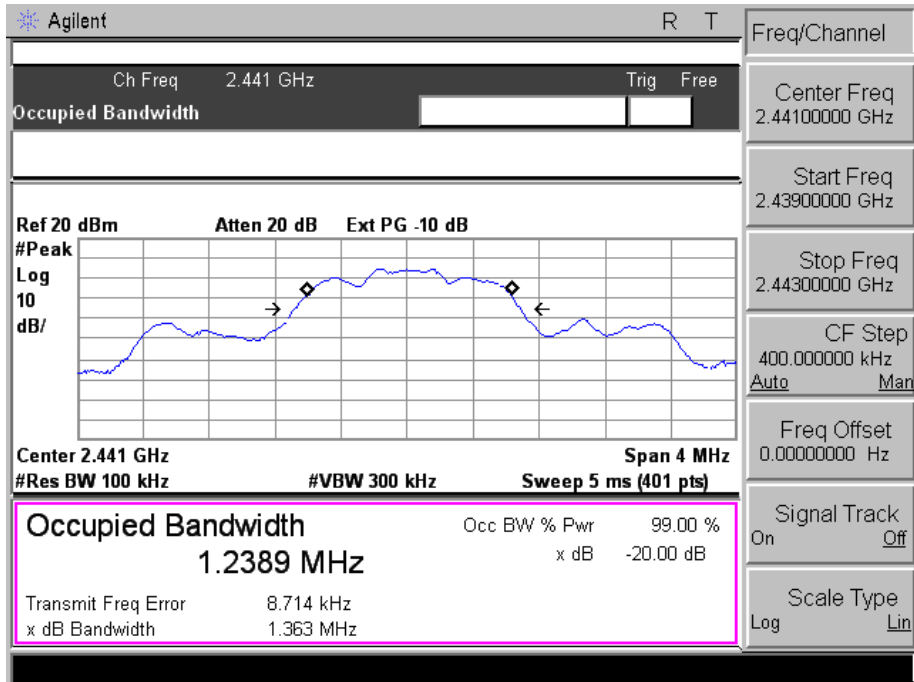 Agilent R T
Freq/Channel
Ch Freq 2.441 GHz Trig Free
Occupied Bandwidth
Center Freq
2.44100000 GHz
Start Freq
2.43900000 GHz
Stop Freq
2.44300000 GHz
CF Step
400.000000 kHz
Auto Man
Freq Offset
0.00000000 Hz
Signal Track
On Off
Scale Type
Log Lin
Ref 20 dBm Atten 20 dB Ext PG -10 dB
#Peak
Log
10
dB/
Center 2.441 GHz Span 4 MHz
#Res BW 100 kHz #VBW 300 kHz Sweep 5 ms (401 pts)
Occupied Bandwidth Occ BW % Pwr 99.00 %
1.2389 MHz x dB -20.00 dB
Transmit Freq Error 8.714 kHz
x dB Bandwidth 1.363 MHz